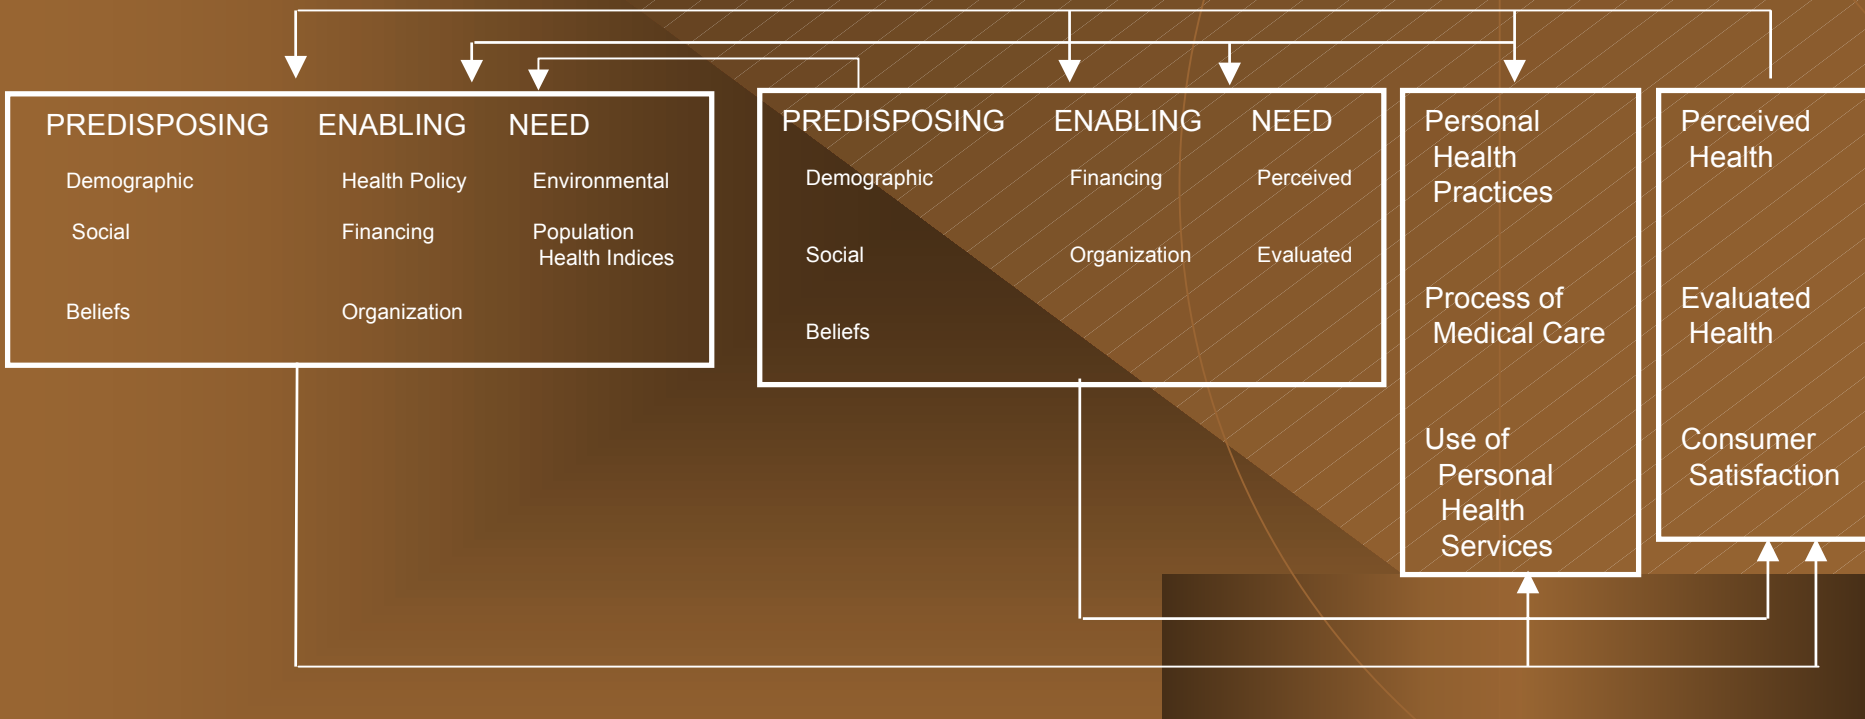 PREDISPOSING
ENABLING
NEED
Demographic
Health Policy
Environmental
Social
Financing
Population
Health Indices
Beliefs
Organization
PREDISPOSING
ENABLING
NEED
Demographic
Financing
Perceived
Social
Organization
Evaluated
Beliefs
Personal
Health
Practices
Process of
Medical Care
Use of
Personal
Health
Services
Perceived
Health
Evaluated
Health
Consumer
Satisfaction